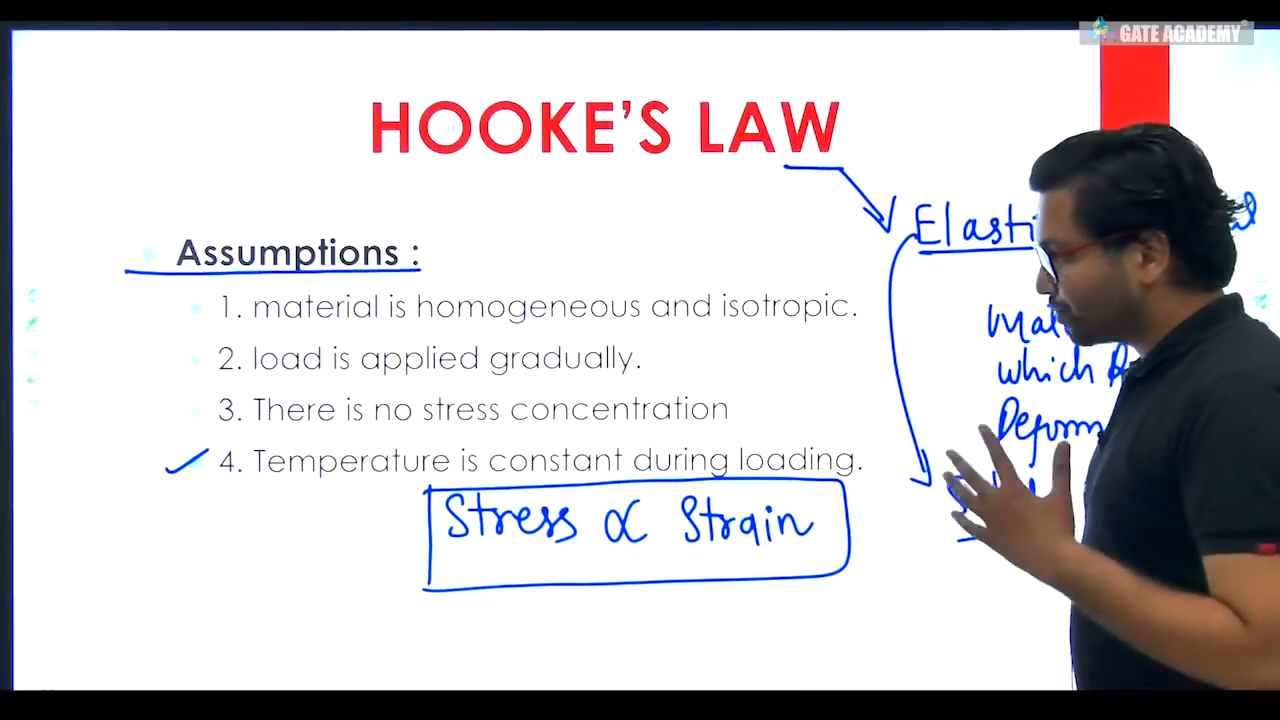 GATE ACADEMY
HOOKE'S LAW
Assumptions :
1. material is homogeneous and isotropic.
2. load is applied gradually.
3. There is no stress concentration
4. Temperature is constant during loading.
Stress ∝ Strain
which